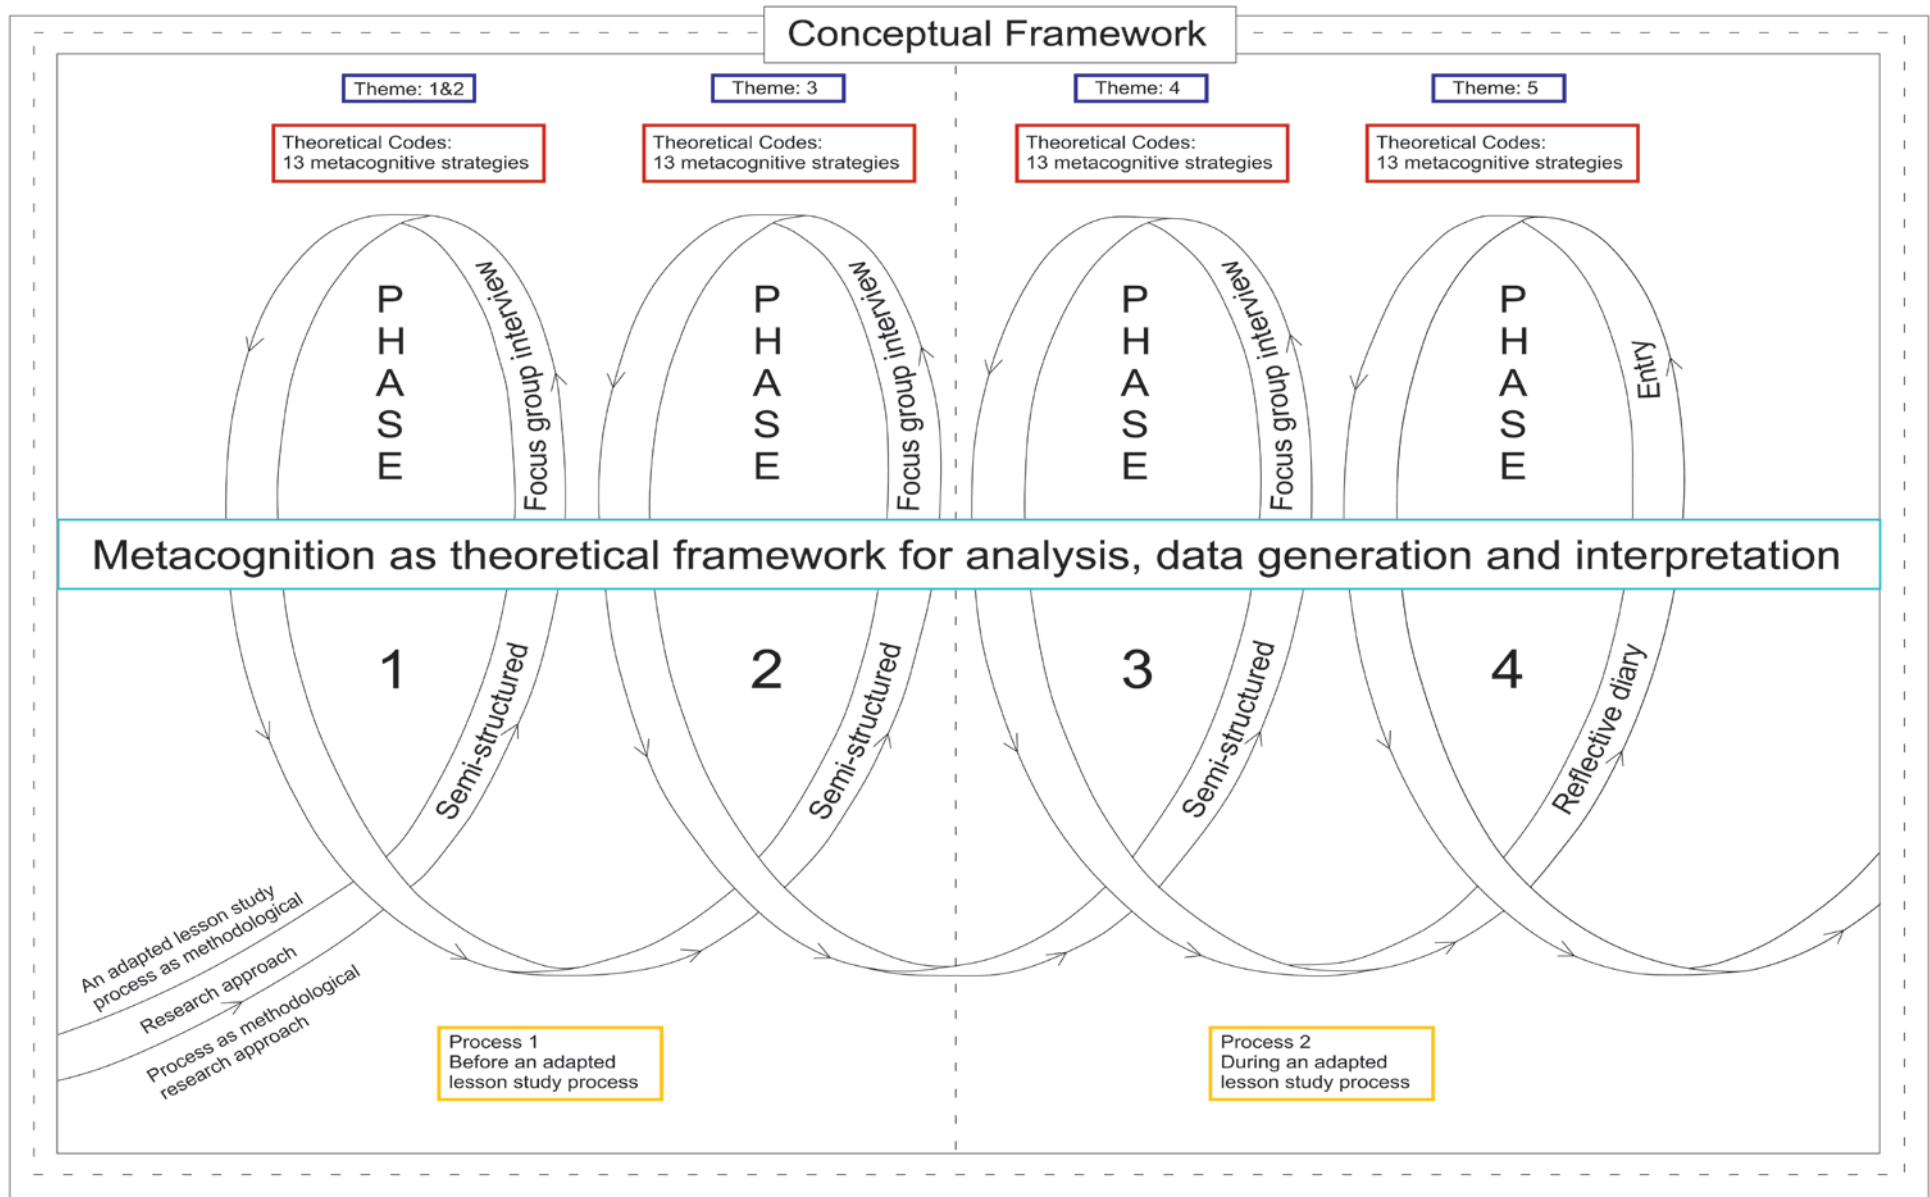 Conceptual Framework
Theme: 1&2
Theme: 3
Theme: 4
Theme: 5
Theoretical Codes:
13 metacognitive strategies
Theoretical Codes:
13 metacognitive strategies
Theoretical Codes:
13 metacognitive strategies
Theoretical Codes:
13 metacognitive strategies
PHASE
Focus group interview
PHASE
Focus group interview
PHASE
Focus group interview
PHASE
Entry
Metacognition as theoretical framework for analysis, data generation and interpretation
1
Semi-structured
2
Semi-structured
3
Semi-structured
4
Reflective diary
An adapted lesson study
process as methodological
Research approach
Process as methodological
research approach
Process 1
Before an adapted
lesson study process
Process 2
During an adapted
lesson study process